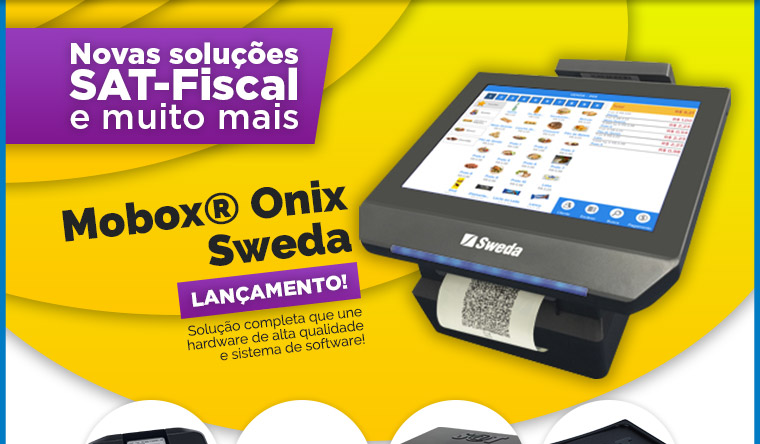 Novas soluções
SAT-Fiscal
e muito mais
Mobox® Onix
Sweda
LANÇAMENTO!
Solução completa que une
hardware de alta qualidade
e sistema de software!
Sweda